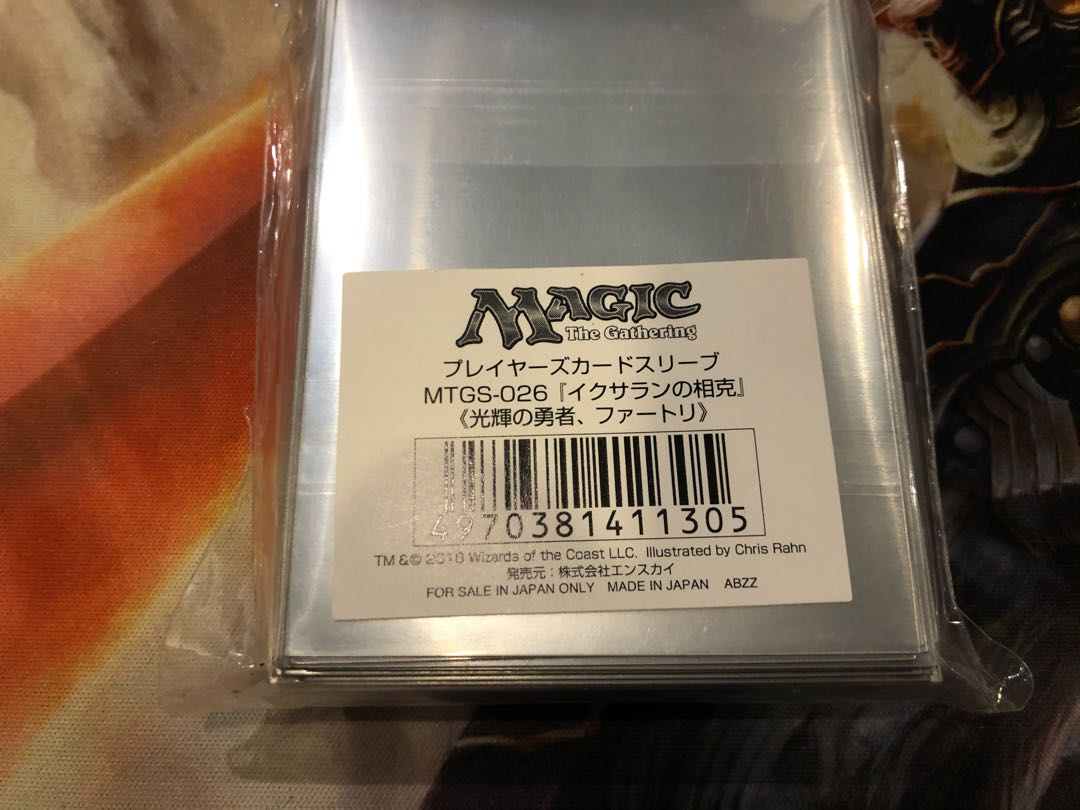 MAGIC
The Gathering
プレイヤーズカードスリーブ
MTGS-026『イクサランの相克』
《光輝の勇者、ファートリ》
4970381411305
TM & © 2018 Wizards of the Coast LLC. Illustrated by Chris Rahn
発売元:株式会社エンスカイ
FOR SALE IN JAPAN ONLY MADE IN JAPAN ABZZ